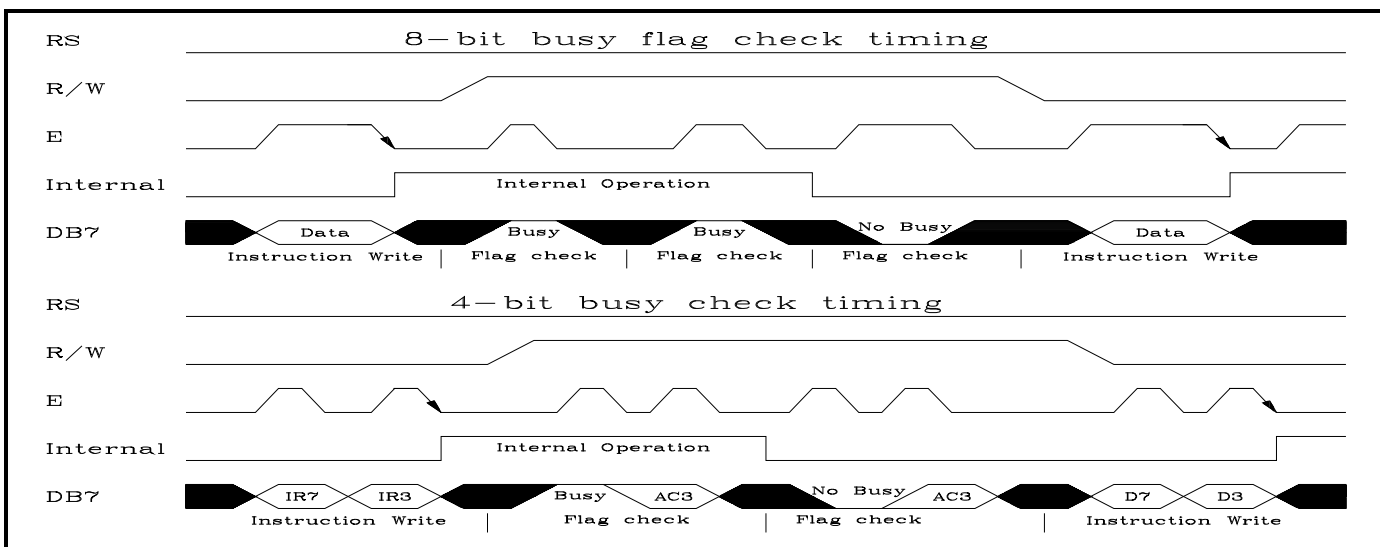 8-bit busy flag check timing
RS
R/W
E
Internal Internal Operation
DB7 Data Busy Busy No Busy Data
Instruction Write Flag check Flag check Flag check Instruction Write
4-bit busy check timing
RS
R/W
E
Internal Internal Operation
DB7 IR7 IR3 Busy AC3 No Busy AC3 D7 D3
Instruction Write Flag check Flag check Instruction Write